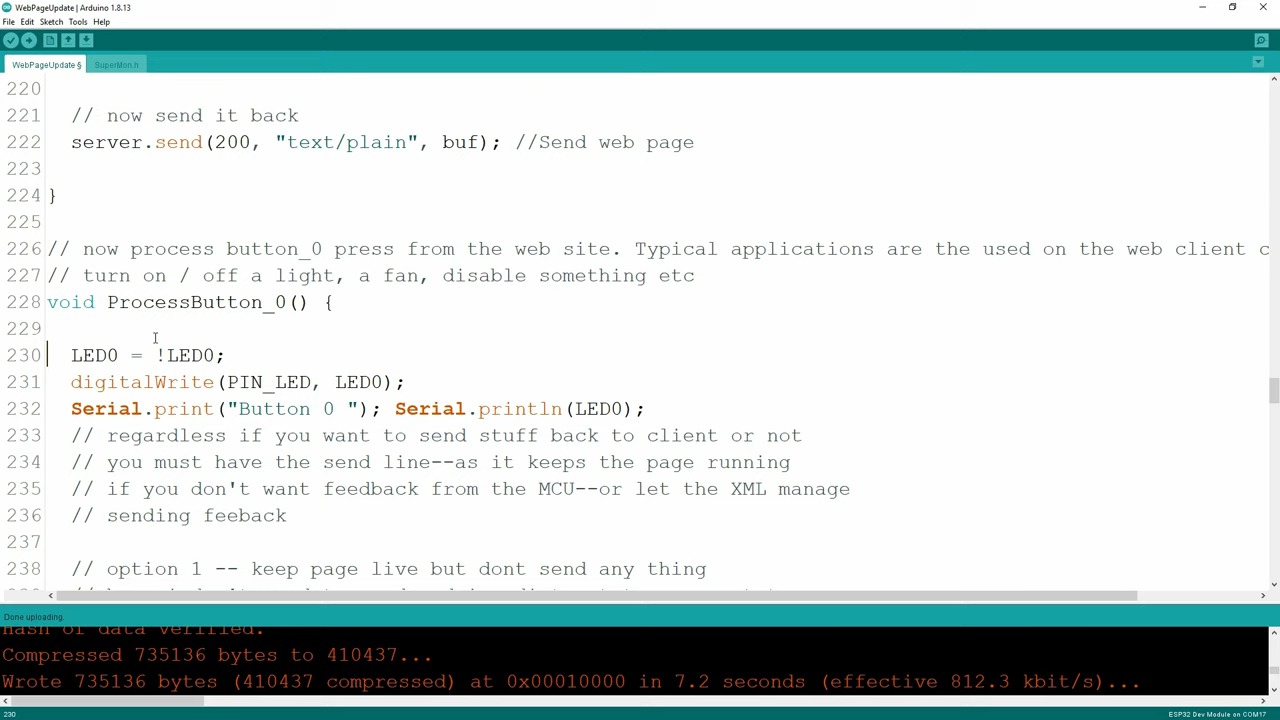 WebPageUpdate | Arduino 1.8.13
File Edit Sketch Tools Help
WebPageUpdate § SuperMon.h
220
221 // now send it back
222 server.send(200, "text/plain", buf); //Send web page
223
224 }
225
226 // now process button_0 press from the web site. Typical applications are the used on the web client c
227 // turn on / off a light, a fan, disable something etc
228 void ProcessButton_0() {
229
230 LED0 = !LED0;
231 digitalWrite(PIN_LED, LED0);
232 Serial.print("Button 0 "); Serial.println(LED0);
233 // regardless if you want to send stuff back to client or not
234 // you must have the send line--as it keeps the page running
235 // if you don't want feedback from the MCU--or let the XML manage
236 // sending feeback
237
238 // option 1 -- keep page live but dont send any thing
Done uploading.
Hash of data verified.
Compressed 735136 bytes to 410437...
Wrote 735136 bytes (410437 compressed) at 0x00010000 in 7.2 seconds (effective 812.3 kbit/s)...
230 ESP32 Dev Module on COM17